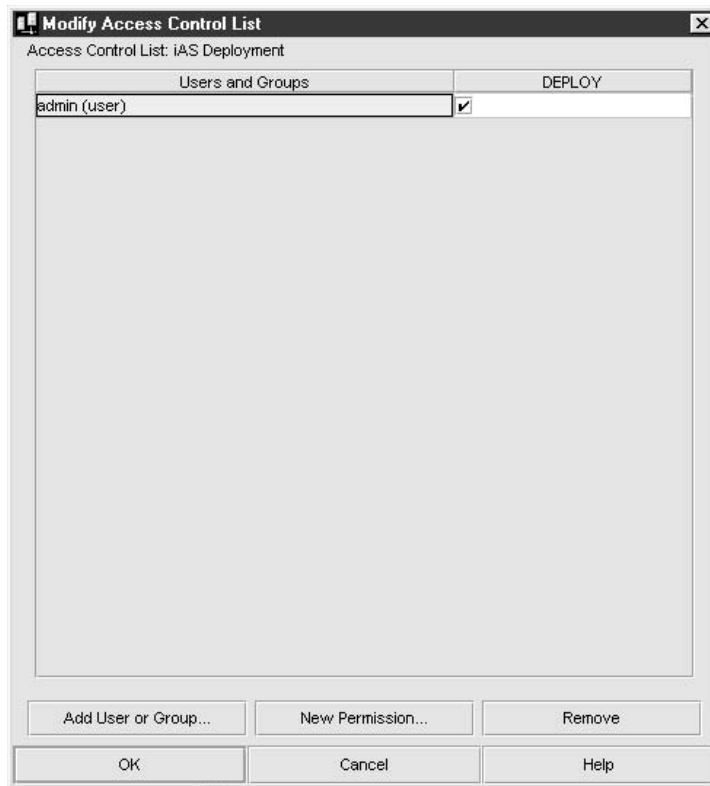 Modify Access Control List
Access Control List: iAS Deployment
Users and Groups DEPLOY
admin (user)
Add User or Group... New Permission... Remove
OK Cancel Help